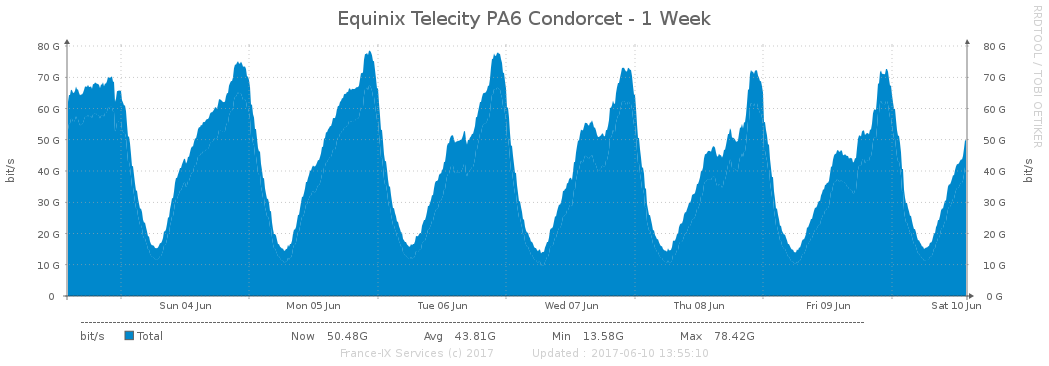 Equinix Telecity PA6 Condorcet - 1 Week
RRDTOOL / TOBI OETIKER
80 G 80 G
70 G 70 G
60 G 60 G
50 G 50 G
40 G 40 G
30 G 30 G
20 G 20 G
10 G 10 G
0 0 G
bit/s
bit/s
Sun 04 Jun Mon 05 Jun Tue 06 Jun Wed 07 Jun Thu 08 Jun Fri 09 Jun Sat 10 Jun
bit/s Total Now 50.48G Avg 43.81G Min 13.58G Max 78.42G
France-IX Services (c) 2017 Updated : 2017-06-10 13:55:10